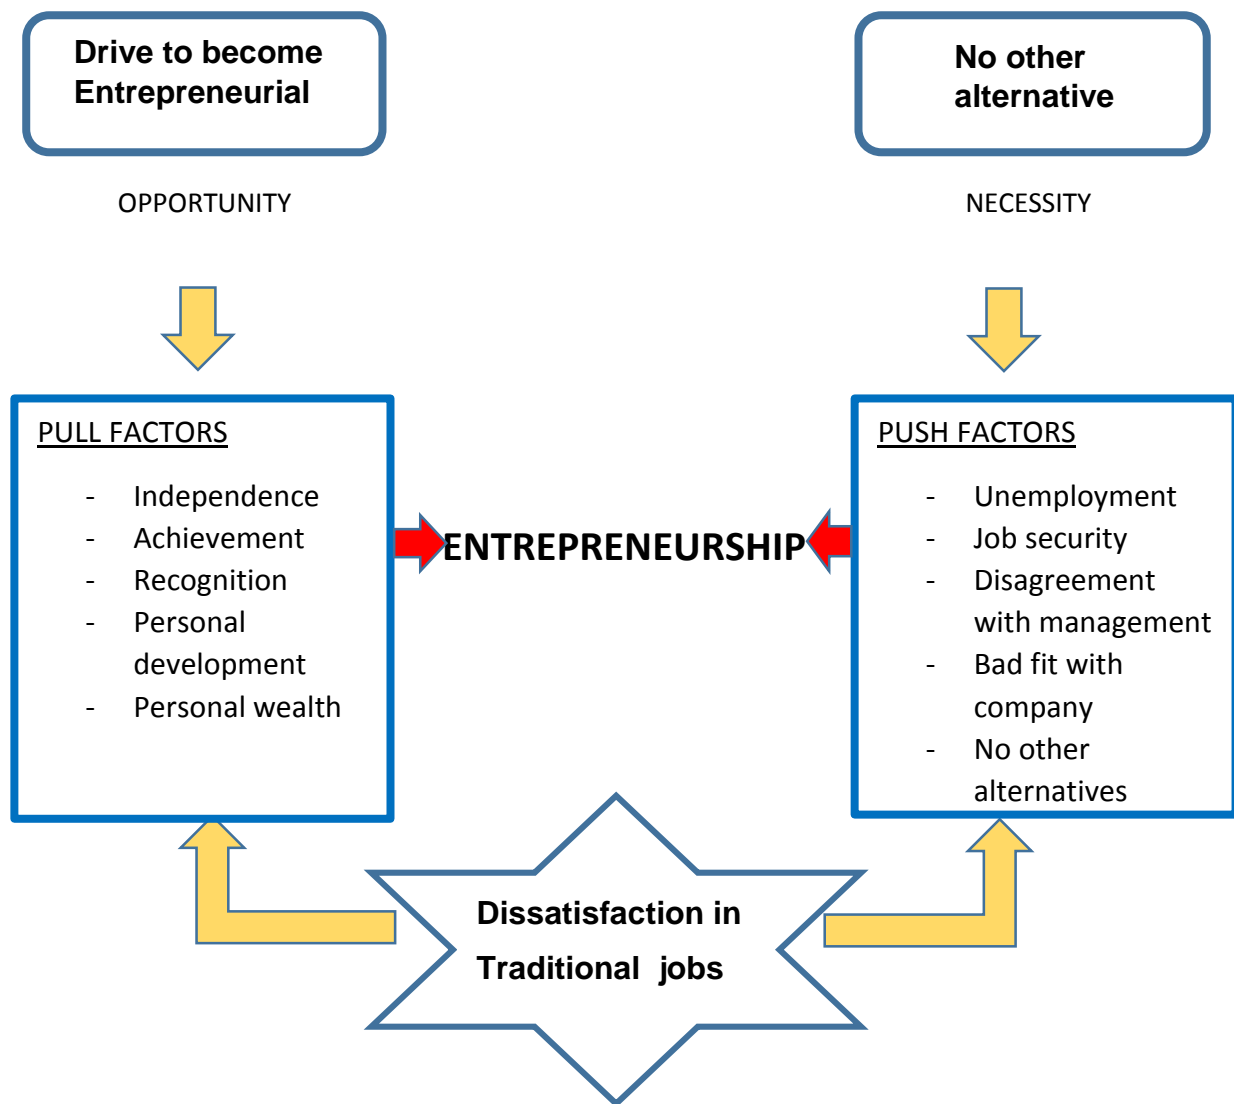 Drive to become
Entrepreneurial
No other
alternative
OPPORTUNITY
NECESSITY
PULL FACTORS
- Independence
- Achievement
- Recognition
- Personal
development
- Personal wealth
ENTREPRENEURSHIP
PUSH FACTORS
- Unemployment
- Job security
- Disagreement
with management
- Bad fit with
company
- No other
alternatives
Dissatisfaction in
Traditional jobs